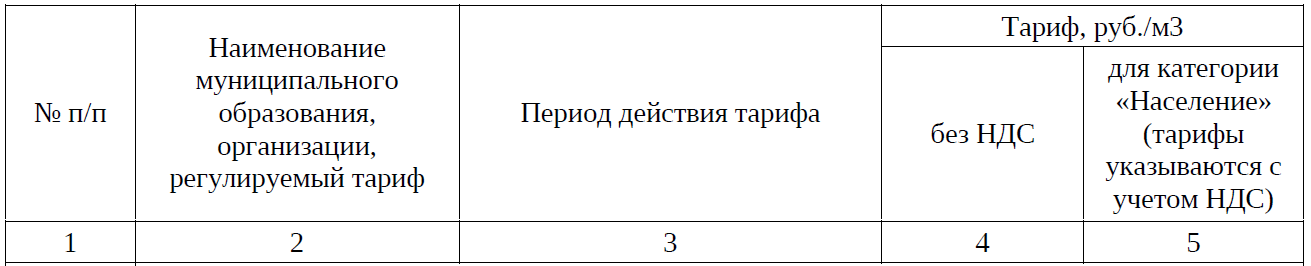 № п/п
Наименование
муниципального
образования,
организации,
регулируемый тариф
Период действия тарифа
Тариф, руб./м3
без НДС
для категории
«Население»
(тарифы
указываются с
учетом НДС)
1 2 3 4 5